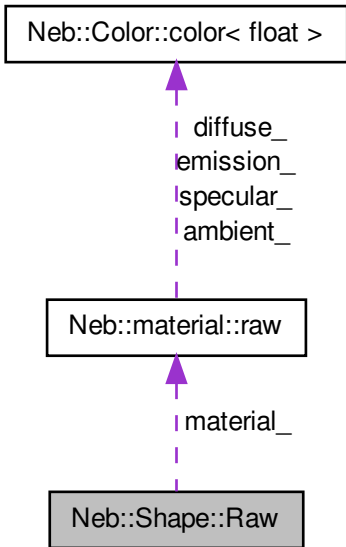 Neb::Color::color< float >
diffuse_
emission_
specular_
ambient_
Neb::material::raw
material_
Neb::Shape::Raw